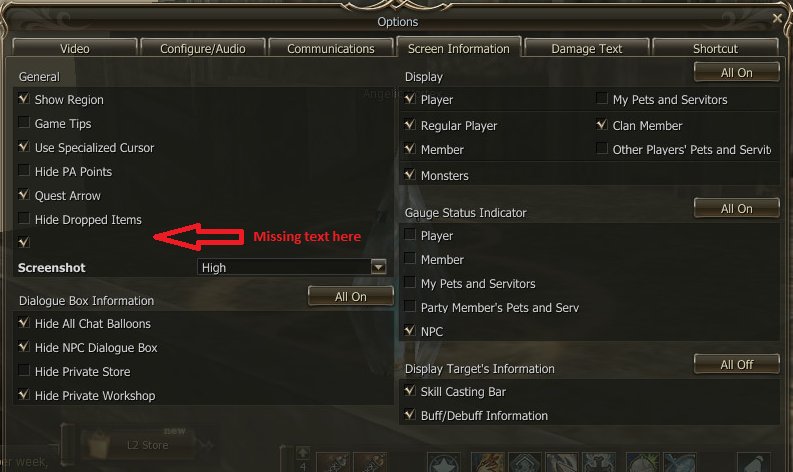 Options
Video
Configure/Audio
Communications
Screen Information
Damage Text
Shortcut
General
Show Region
Game Tips
Use Specialized Cursor
Hide PA Points
Quest Arrow
Hide Dropped Items
Missing text here
Screenshot High
Dialogue Box Information All On
Hide All Chat Balloons
Hide NPC Dialogue Box
Hide Private Store
Hide Private Workshop
Display All On
Player My Pets and Servitors
Regular Player Clan Member
Member Other Players' Pets and Servit
Monsters
Gauge Status Indicator All On
Player
Member
My Pets and Servitors
Party Member's Pets and Serv
NPC
Display Target's Information All Off
Skill Casting Bar
Buff/Debuff Information
new
L2 Store
4
er week,